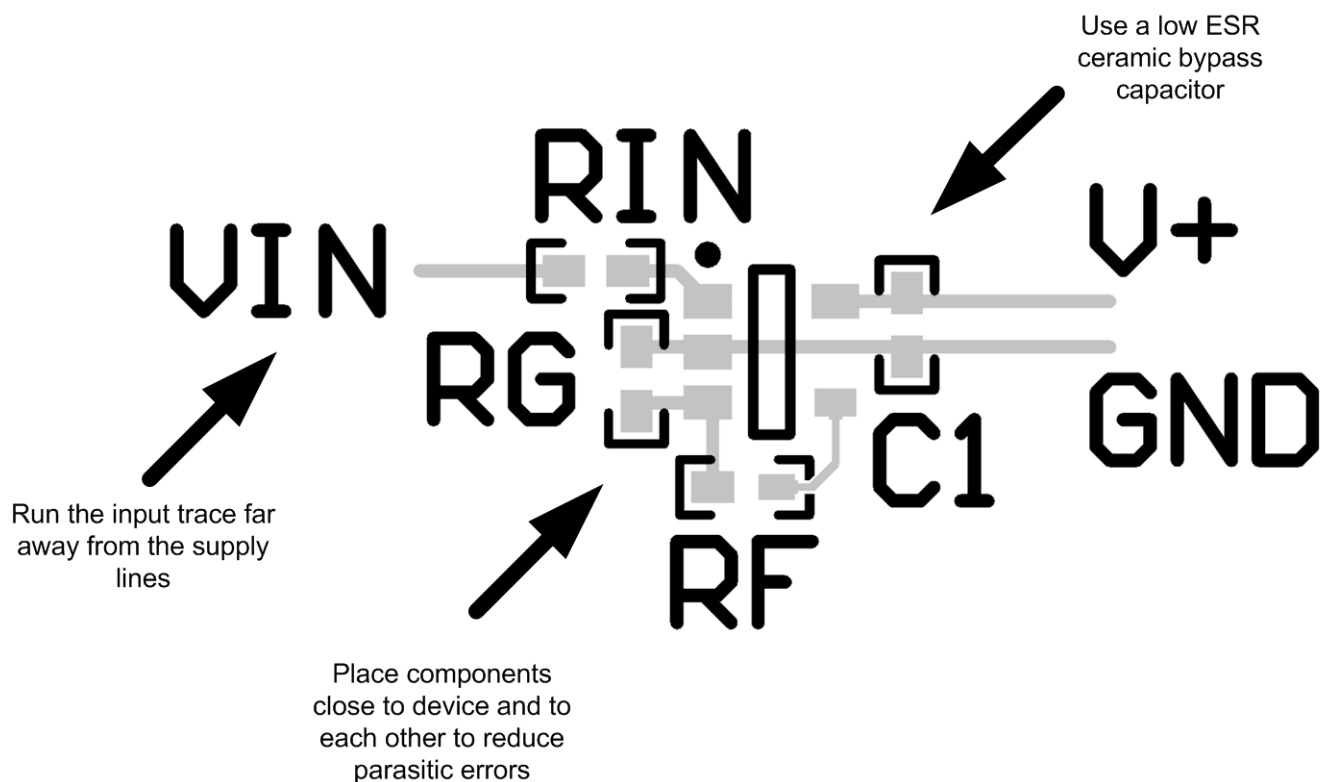 Use a low ESR
ceramic bypass
capacitor
RIN
V+
VIN
RG
GND
C1
Run the input trace far
away from the supply
lines
RF
Place components
close to device and to
each other to reduce
parasitic errors